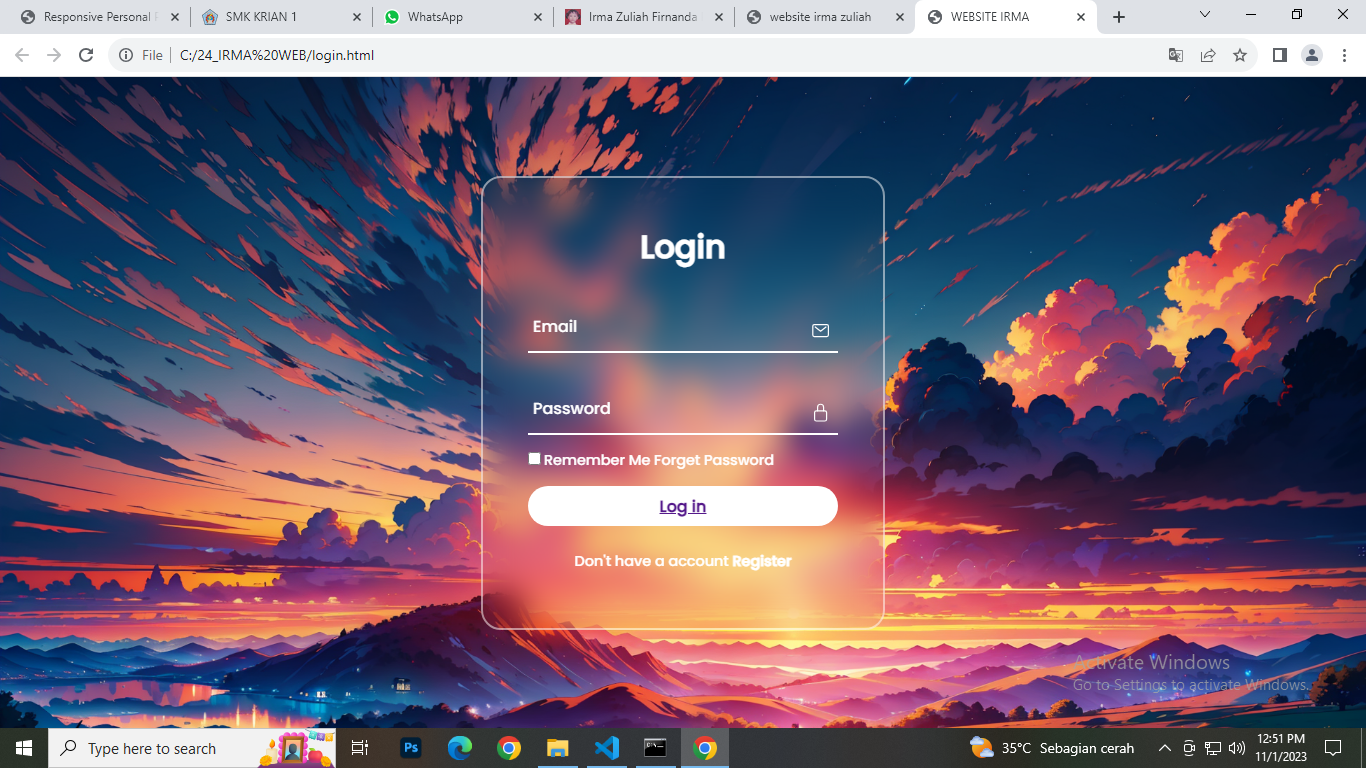 Responsive Personal
SMK KRIAN 1
WhatsApp
Irma Zuliah Firnanda
website irma zuliah
WEBSITE IRMA
File
C:/24_IRMA%20WEB/login.html
Login
Email
Password
Remember Me Forget Password
Log in
Don't have a account Register
Activate Windows
Go to Settings to activate Windows.
Type here to search
Ps
35°C Sebagian cerah
12:51 PM
11/1/2023